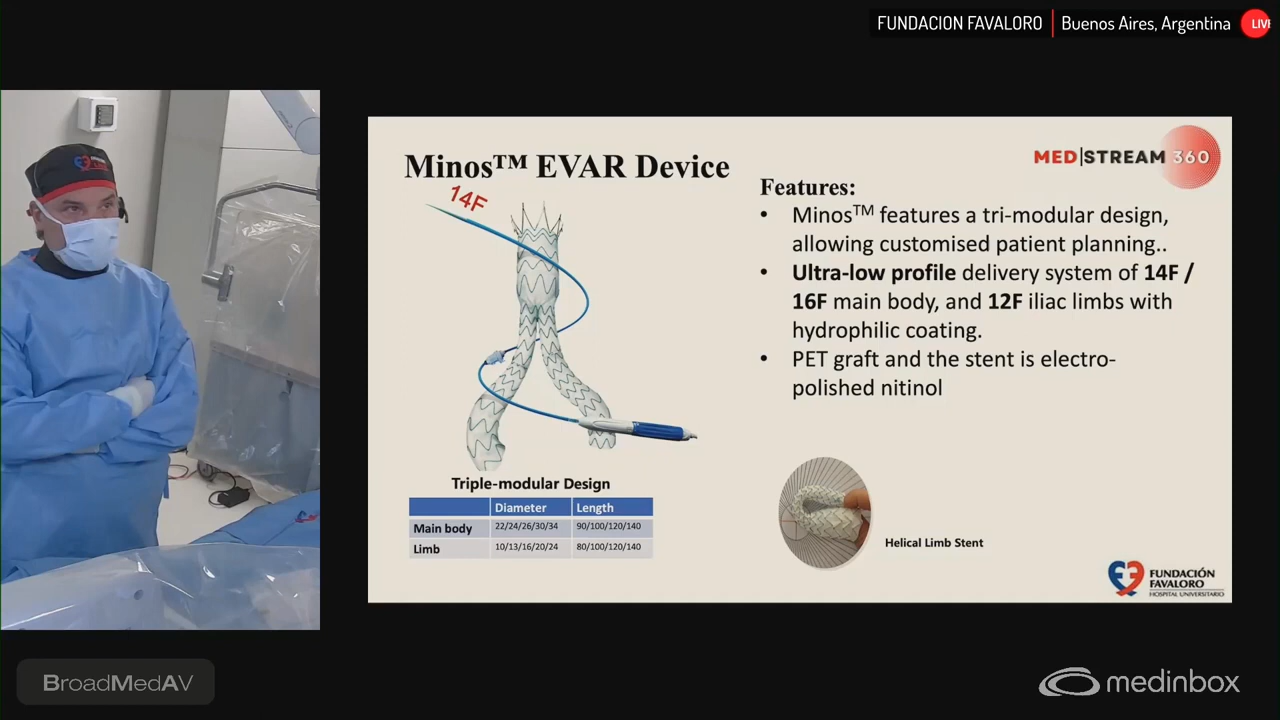 FUNDACION FAVALORO | Buenos Aires, Argentina LIVE
MED|STREAM 360
Minos™ EVAR Device
14F
Features:
• Minos™ features a tri-modular design,
allowing customised patient planning..
• Ultra-low profile delivery system of 14F /
16F main body, and 12F iliac limbs with
hydrophilic coating.
• PET graft and the stent is electro-
polished nitinol
Triple-modular Design
Diameter Length
Main body 22/24/26/30/34 90/100/120/140
Limb 10/13/16/20/24 80/100/120/140
Helical Limb Stent
FUNDACIÓN
FAVALORO
HOSPITAL UNIVERSITARIO
BroadMedAV
medinbox